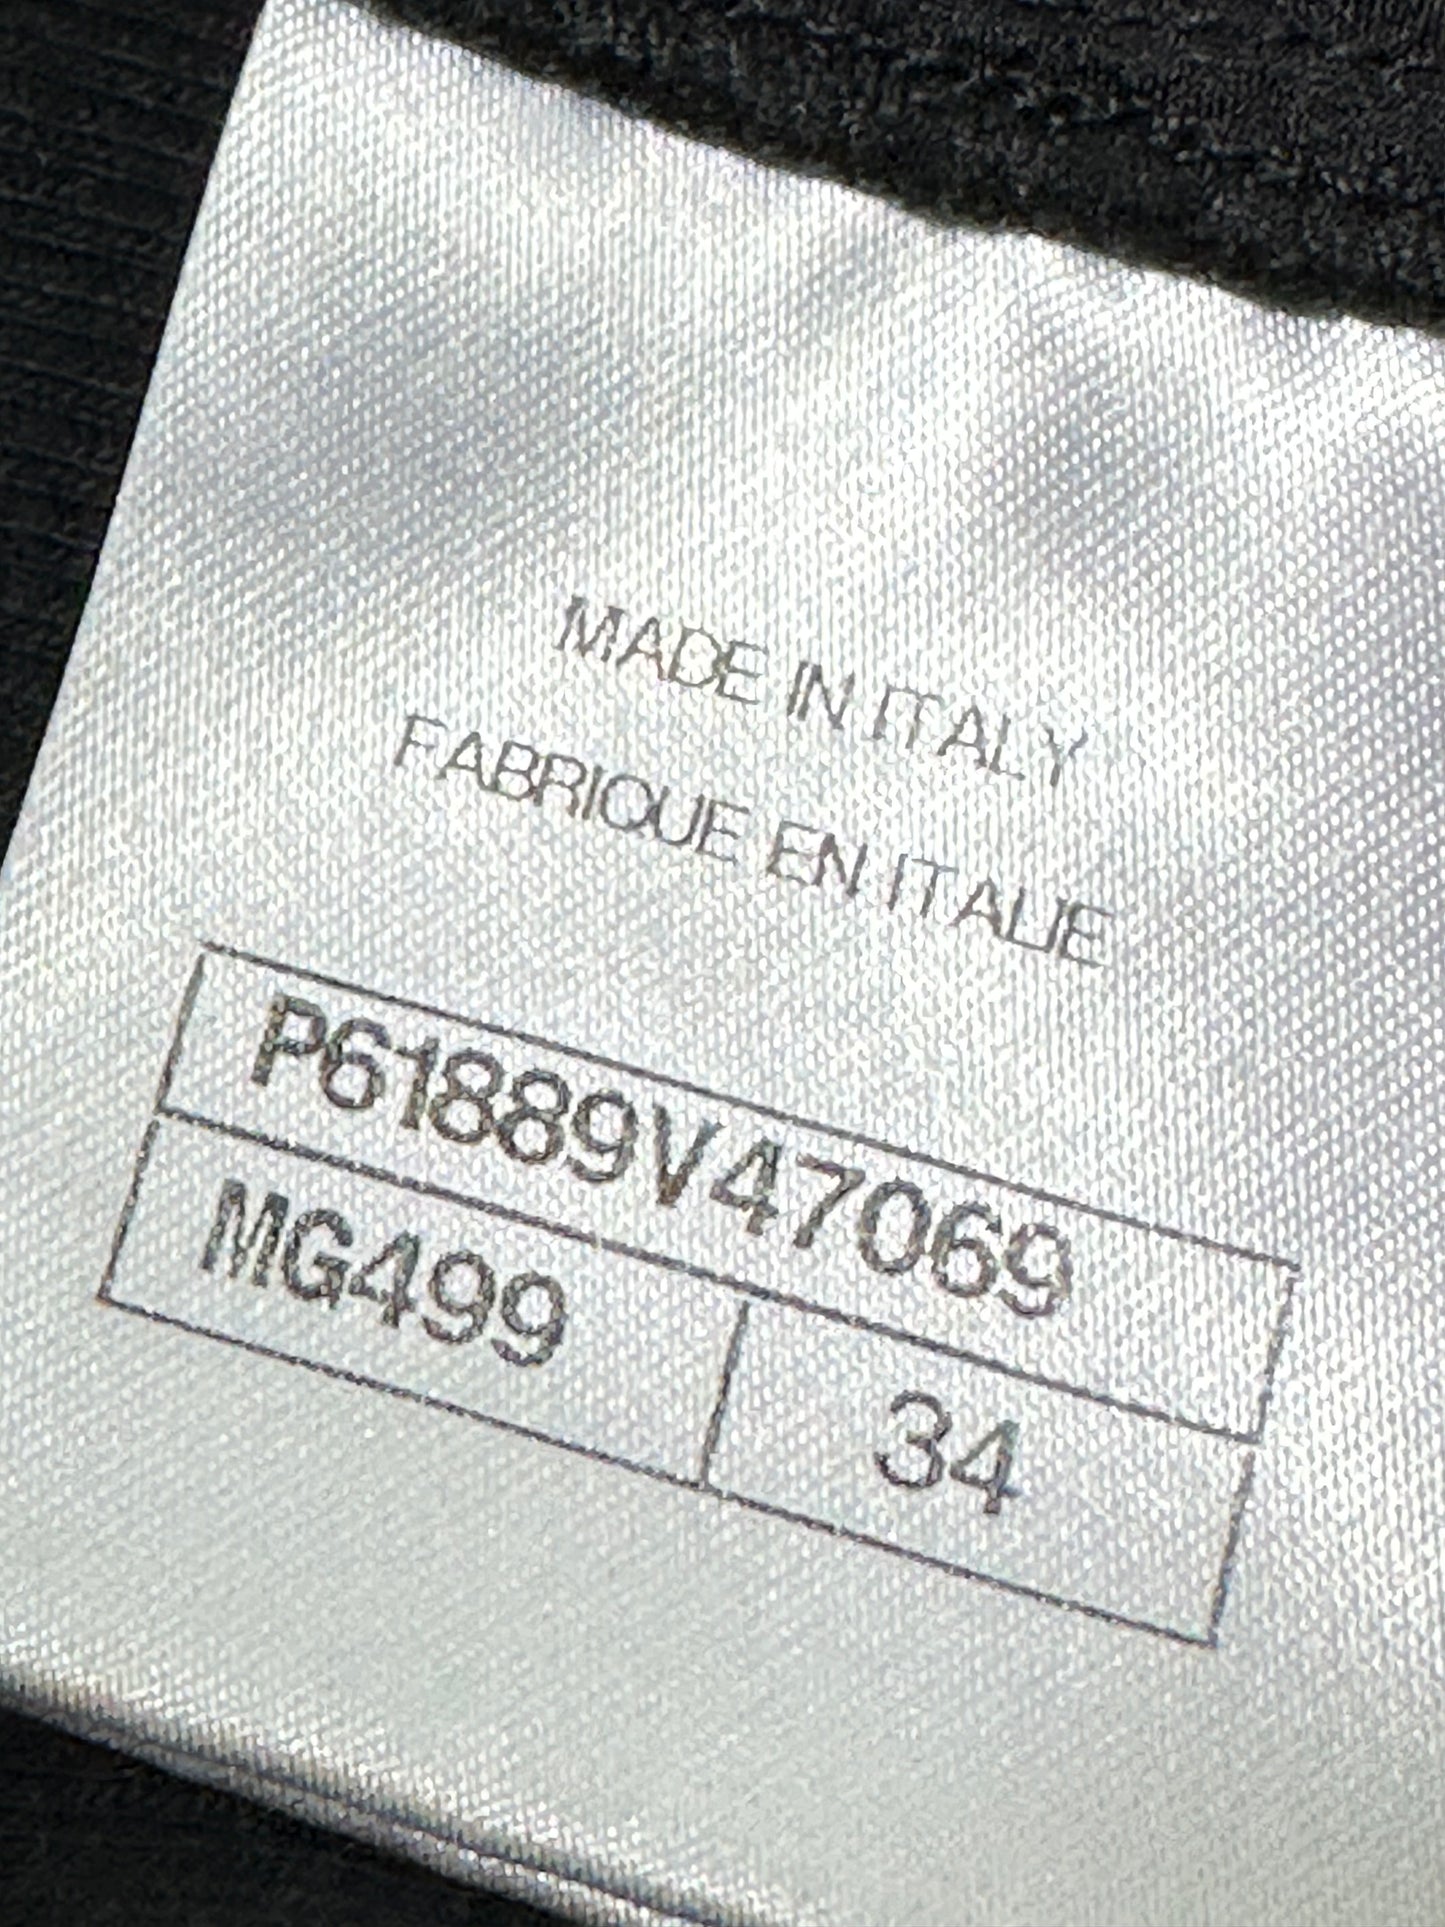 MADE IN ITALY
FABRIQUE EN ITALIE
P61889V47069
MG499 34